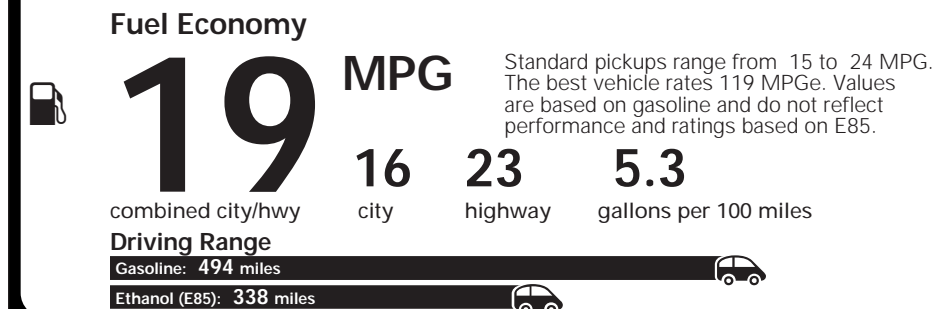 Fuel Economy
19
MPG
Standard pickups range from 15 to 24 MPG.
The best vehicle rates 119 MPGe. Values
are based on gasoline and do not reflect
performance and ratings based on E85.
16 23 5.3
combined city/hwy city highway gallons per 100 miles
Driving Range
Gasoline: 494 miles
Ethanol (E85): 338 miles